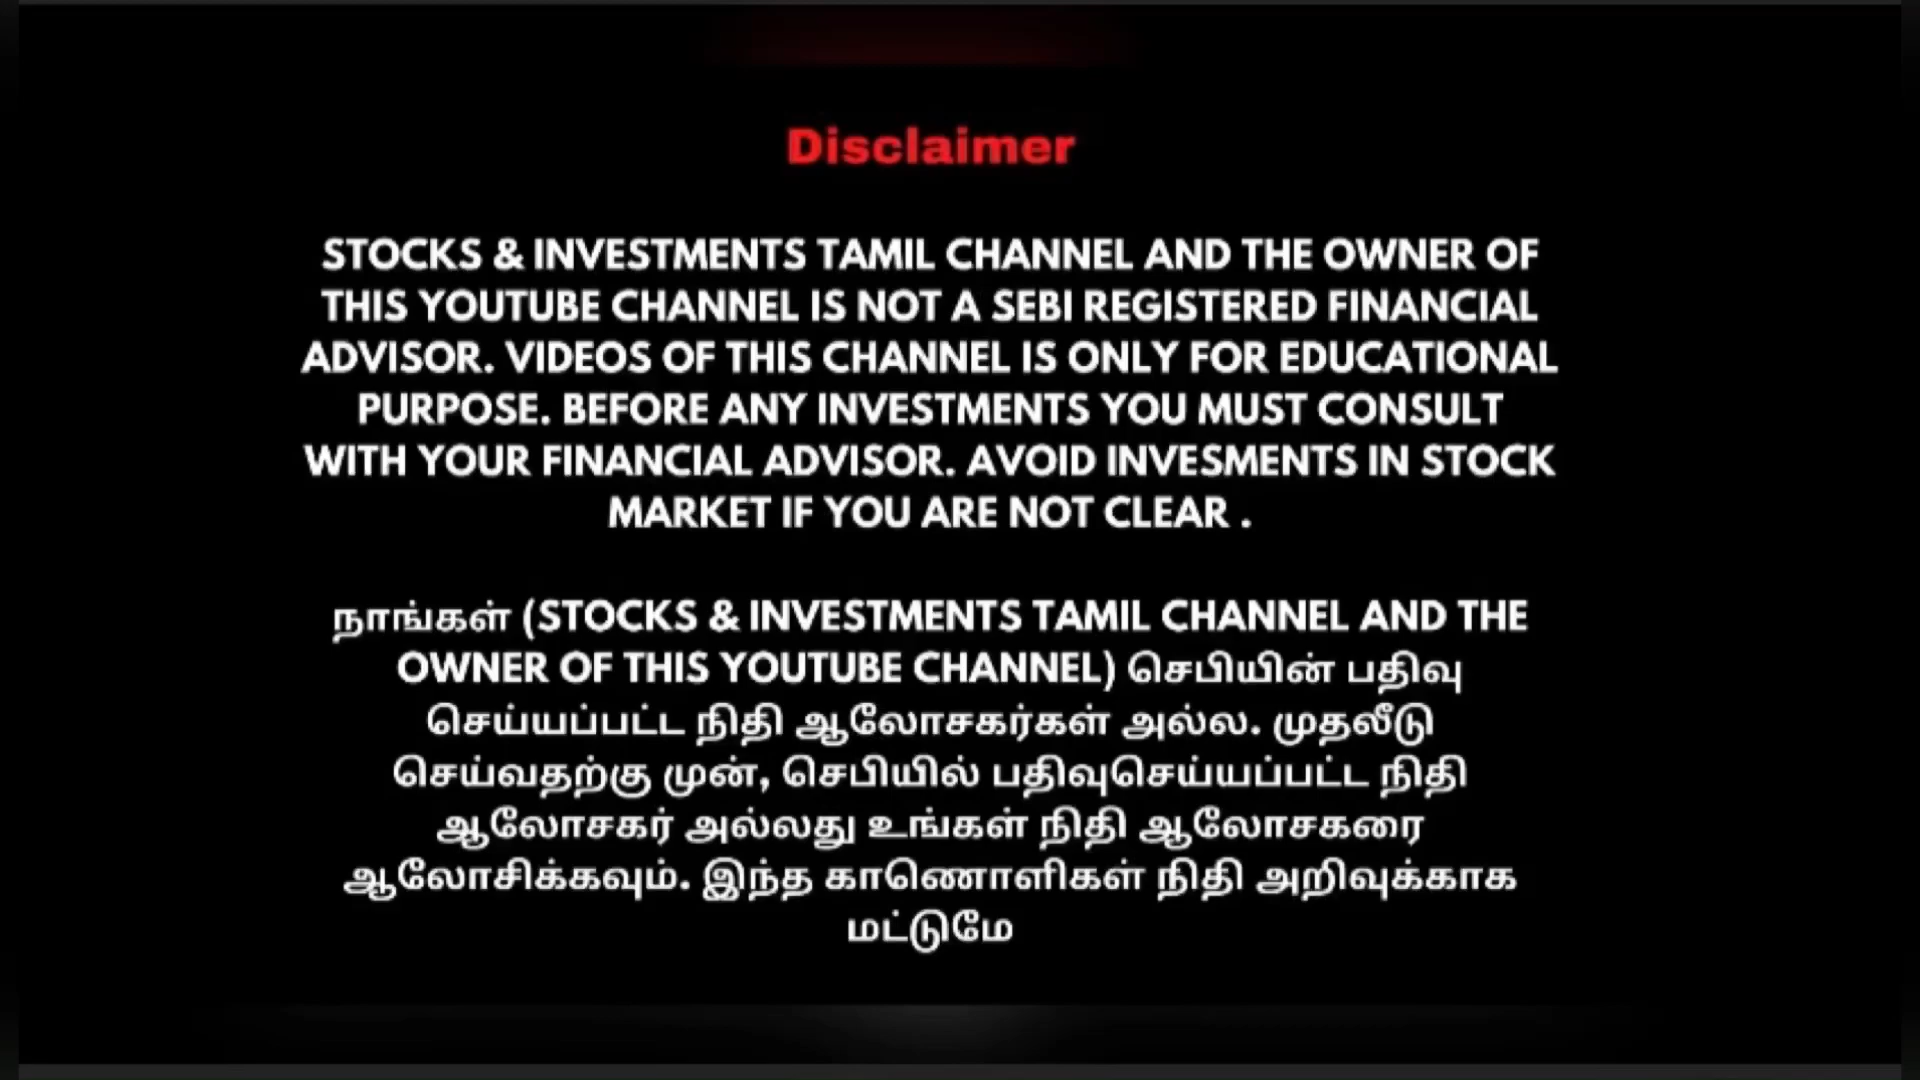 Disclaimer
STOCKS & INVESTMENTS TAMIL CHANNEL AND THE OWNER OF
THIS YOUTUBE CHANNEL IS NOT A SEBI REGISTERED FINANCIAL
ADVISOR. VIDEOS OF THIS CHANNEL IS ONLY FOR EDUCATIONAL
PURPOSE. BEFORE ANY INVESTMENTS YOU MUST CONSULT
WITH YOUR FINANCIAL ADVISOR. AVOID INVESMENTS IN STOCK
MARKET IF YOU ARE NOT CLEAR .
நாங்கள் (STOCKS & INVESTMENTS TAMIL CHANNEL AND THE
OWNER OF THIS YOUTUBE CHANNEL) செபியின் பதிவு
செய்யப்பட்ட நிதி ஆலோசகர்கள் அல்ல. முதலீடு
செய்வதற்கு முன், செபியில் பதிவுசெய்யப்பட்ட நிதி
ஆலோசகர் அல்லது உங்கள் நிதி ஆலோசகரை
ஆலோசிக்கவும். இந்த காணொளிகள் நிதி அறிவுக்காக
மட்டுமே